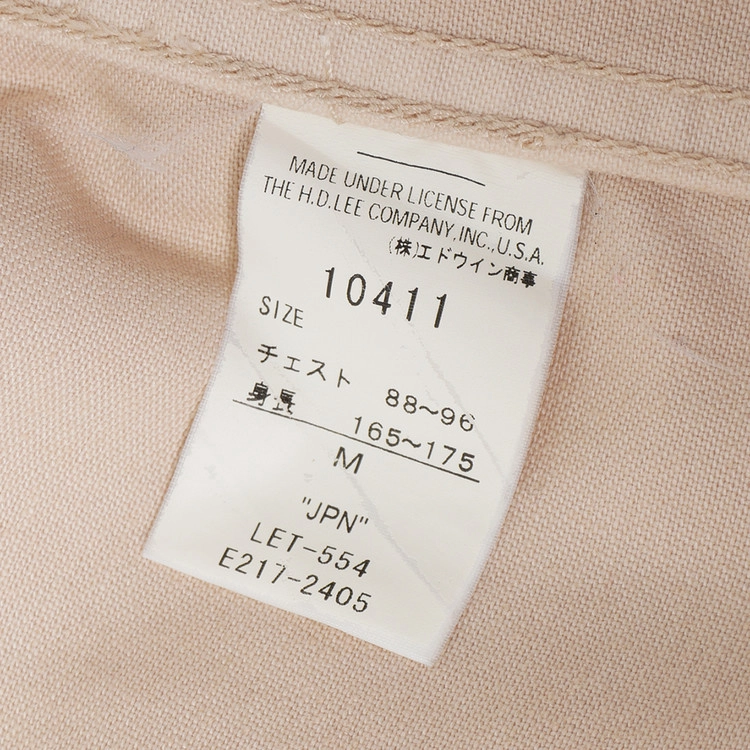 MADE UNDER LICENSE FROM
THE H.D.LEE COMPANY,INC.,U.S.A.
(株)エドウイン商事
10411
SIZE
チェスト 88~96
身長 165~175
M
"JPN"
LET-554
E217-2405